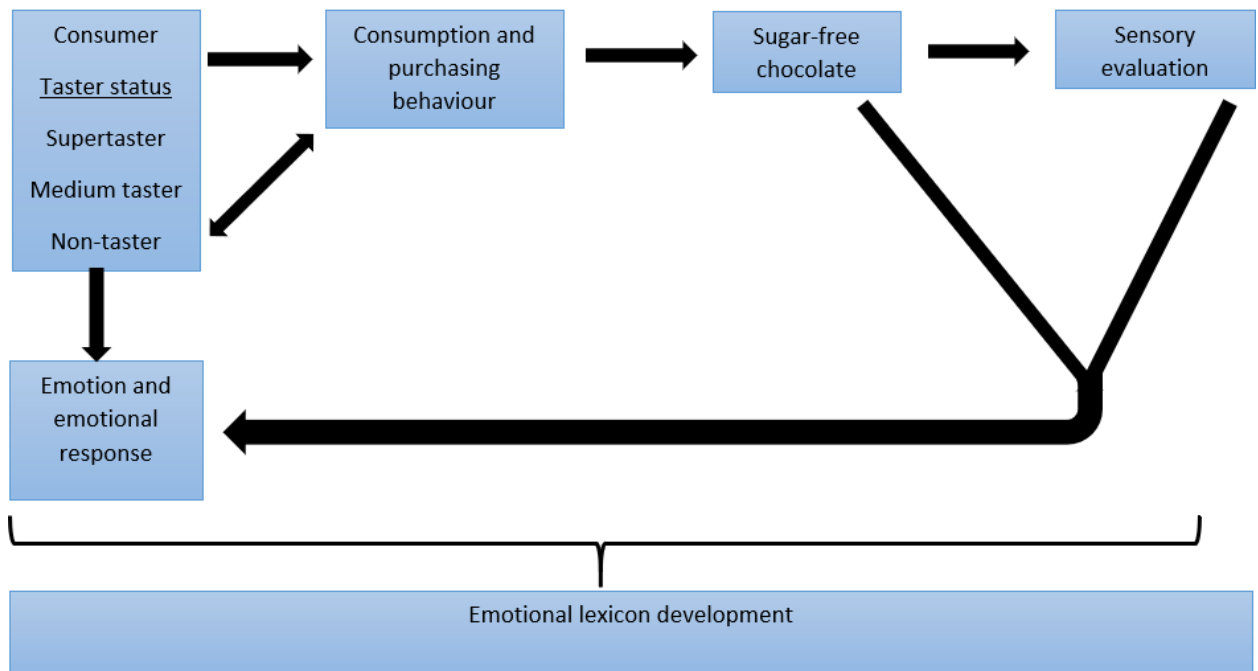 Consumer
Taster status
Supertaster
Medium taster
Non-taster
Consumption and
purchasing
behaviour
Sugar-free
chocolate
Sensory
evaluation
Emotion and
emotional
response
Emotional lexicon development